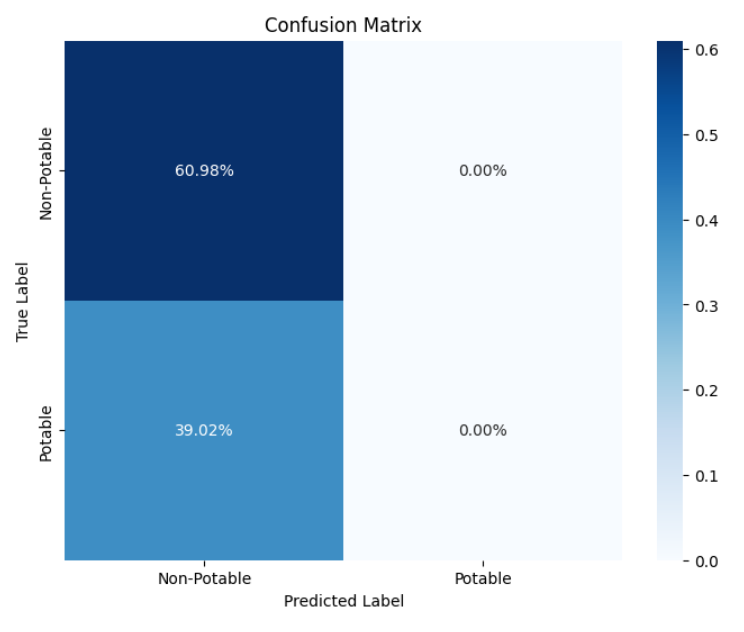 Confusion Matrix
True Label
Non-Potable
Potable
60.98%
0.00%
39.02%
0.00%
Non-Potable
Potable
Predicted Label
0.6
0.5
0.4
0.3
0.2
0.1
0.0